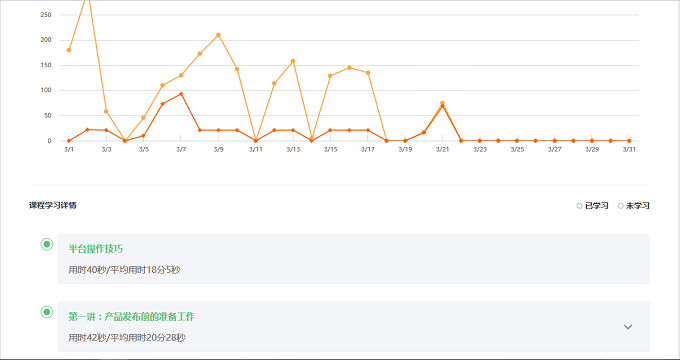 250
200
150
100
50
0
3/1 3/3 3/5 3/7 3/9 3/11 3/13 3/15 3/17 3/19 3/21 3/23 3/25 3/27 3/29 3/31
课程学习详情 已学习 未学习
平台操作技巧
用时40秒/平均用时18分5秒
第一讲：产品发布前的准备工作
用时42秒/平均用时20分28秒